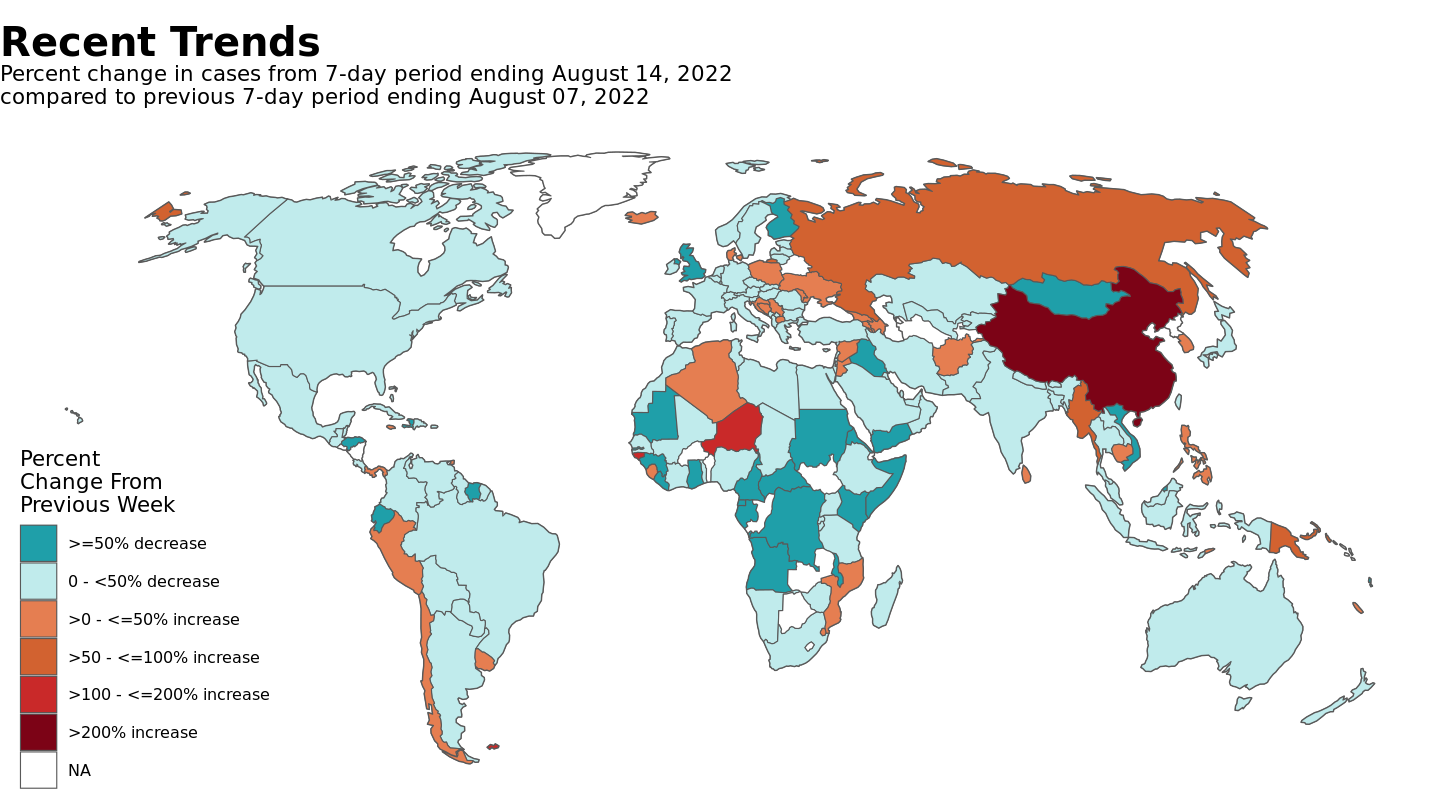 Recent Trends
Percent change in cases from 7-day period ending August 14, 2022
compared to previous 7-day period ending August 07, 2022
Percent
Change From
Previous Week
>=50% decrease
0 - <50% decrease
>0 - <=50% increase
>50 - <=100% increase
>100 - <=200% increase
>200% increase
NA